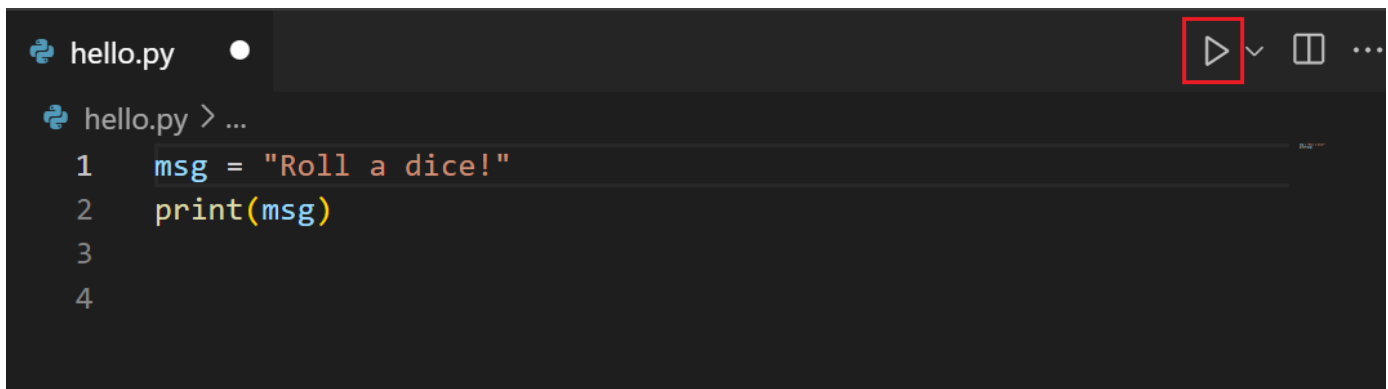 hello.py
hello.py > ...
1 msg = "Roll a dice!"
2 print(msg)
3
4